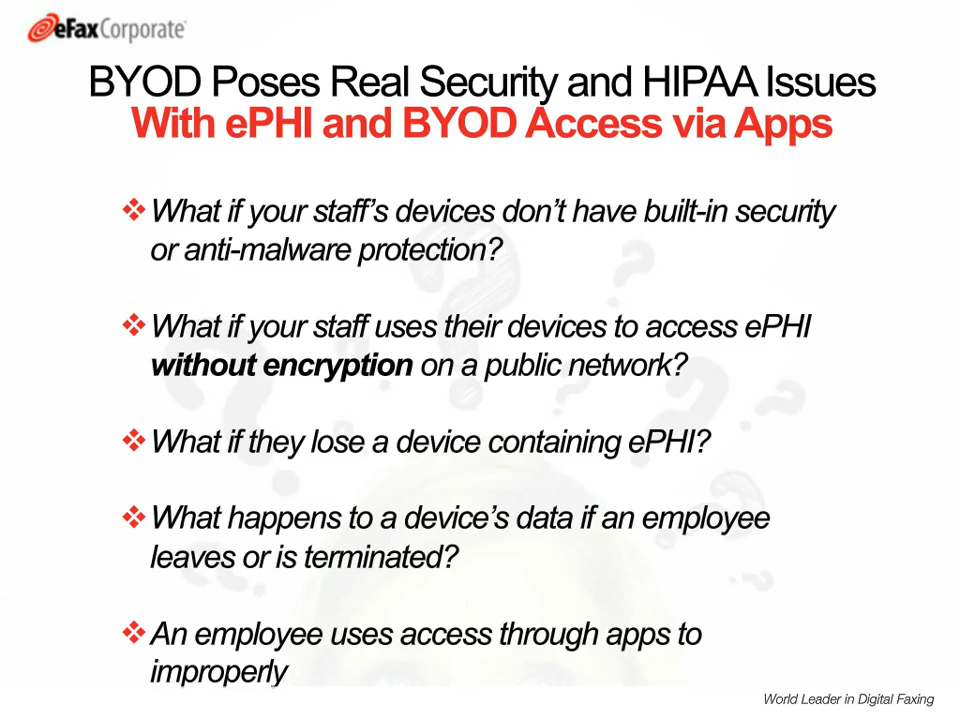 eFaxCorporate
BYOD Poses Real Security and HIPAA Issues
With ePHI and BYOD Access via Apps
❖ What if your staff’s devices don’t have built-in security
or anti-malware protection?
❖ What if your staff uses their devices to access ePHI
without encryption on a public network?
❖ What if they lose a device containing ePHI?
❖ What happens to a device’s data if an employee
leaves or is terminated?
❖ An employee uses access through apps to
improperly
World Leader in Digital Faxing